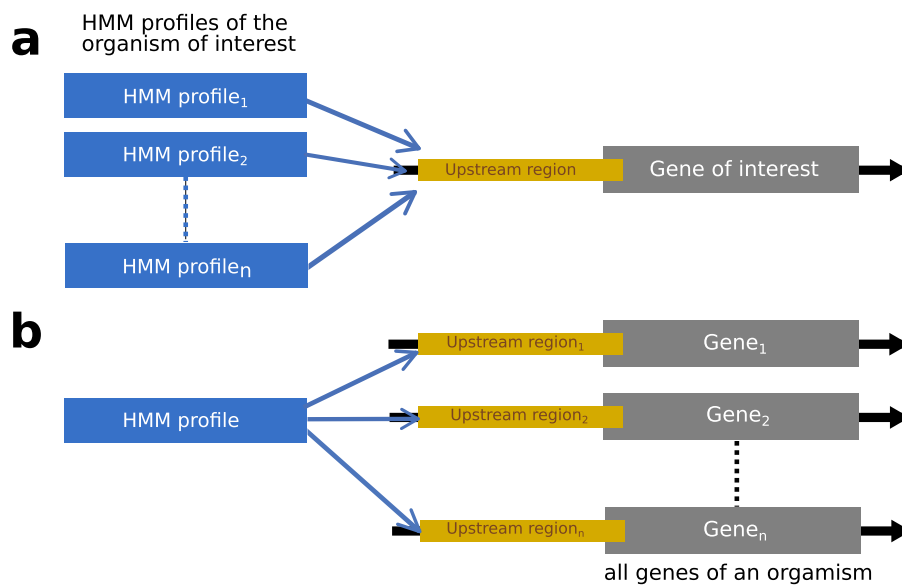 a
HMM profiles of the
organism of interest
HMM profile₁
HMM profile₂
HMM profileₙ
Upstream region
Gene of interest
b
HMM profile
Upstream region₁
Gene₁
Upstream region₂
Gene₂
Upstream regionₙ
Geneₙ
all genes of an orgamism